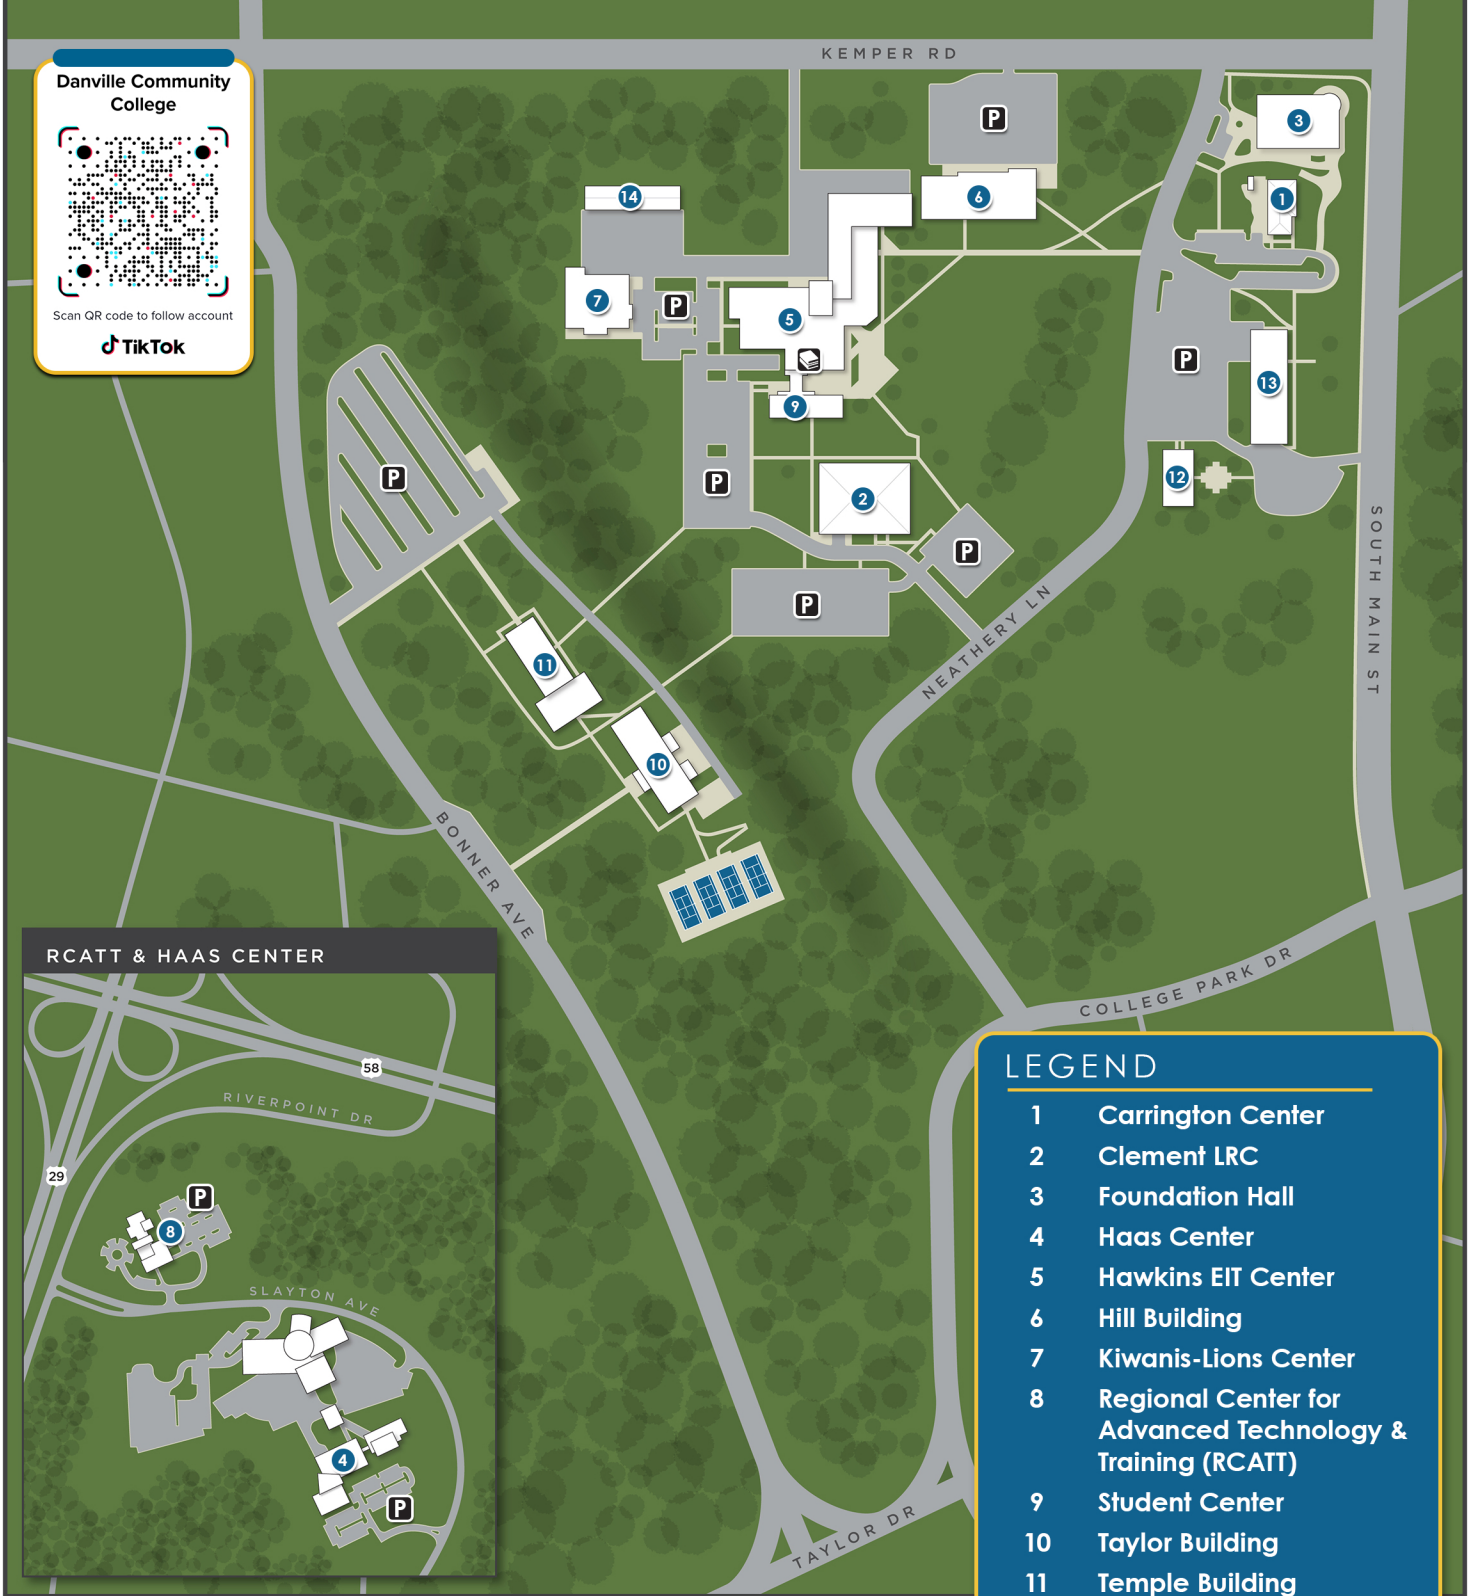 KEMPER RD
Danville Community
College
Scan QR code to follow account
TikTok
P
3
14
6
1
7
P
5
P
13
9
P
P
12
2
P
P
SOUTH MAIN ST
NEATHERY LN
11
10
BONNER AVE
COLLEGE PARK DR
TAYLOR DR
RCATT & HAAS CENTER
58
RIVERPOINT DR
29
P
8
SLAYTON AVE
4
P
LEGEND
1 Carrington Center
2 Clement LRC
3 Foundation Hall
4 Haas Center
5 Hawkins EIT Center
6 Hill Building
7 Kiwanis-Lions Center
8 Regional Center for
Advanced Technology &
Training (RCATT)
9 Student Center
10 Taylor Building
11 Temple Building